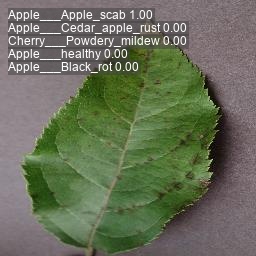 Apple___Apple_scab 1.00
Apple___Cedar_apple_rust 0.00
Cherry___Powdery_mildew 0.00
Apple___healthy 0.00
Apple___Black_rot 0.00